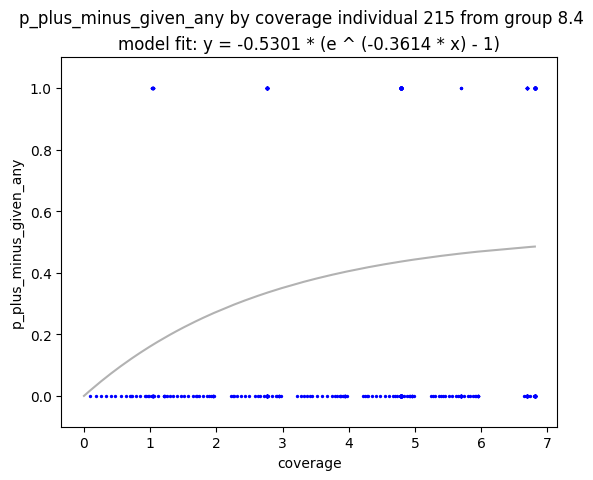 p_plus_minus_given_any by coverage individual 215 from group 8.4
model fit: y = -0.5301 * (e ^ (-0.3614 * x) - 1)
p_plus_minus_given_any
1.0
0.8
0.6
0.4
0.2
0.0
0 1 2 3 4 5 6 7
coverage